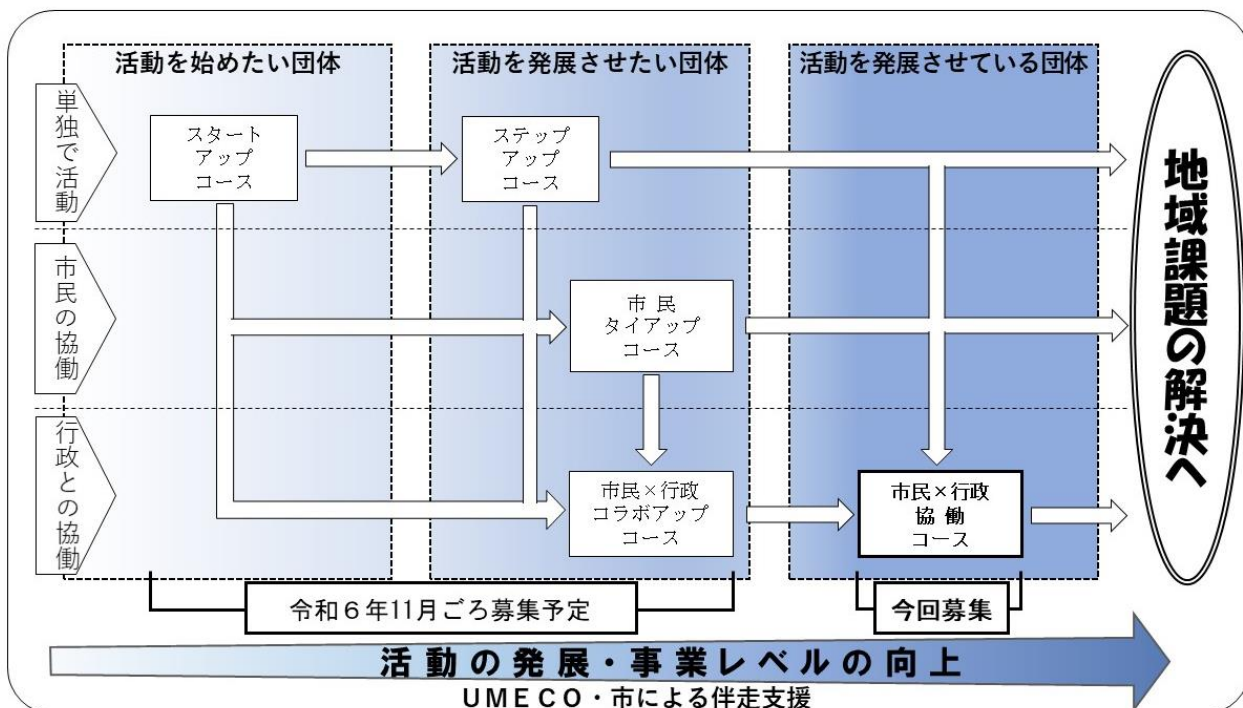 活動を始めたい団体
活動を発展させたい団体
活動を発展させている団体
単独で活動
スタート
アップ
コース
ステップ
アップ
コース
市民の協働
市 民
タイアップ
コース
行政との協働
市民×行政
コラボアップ
コース
市民×行政
協 働
コース
地域課題の解決へ
令和６年11月ごろ募集予定
今回募集
活動の発展・事業レベルの向上
UMECO・市による伴走支援